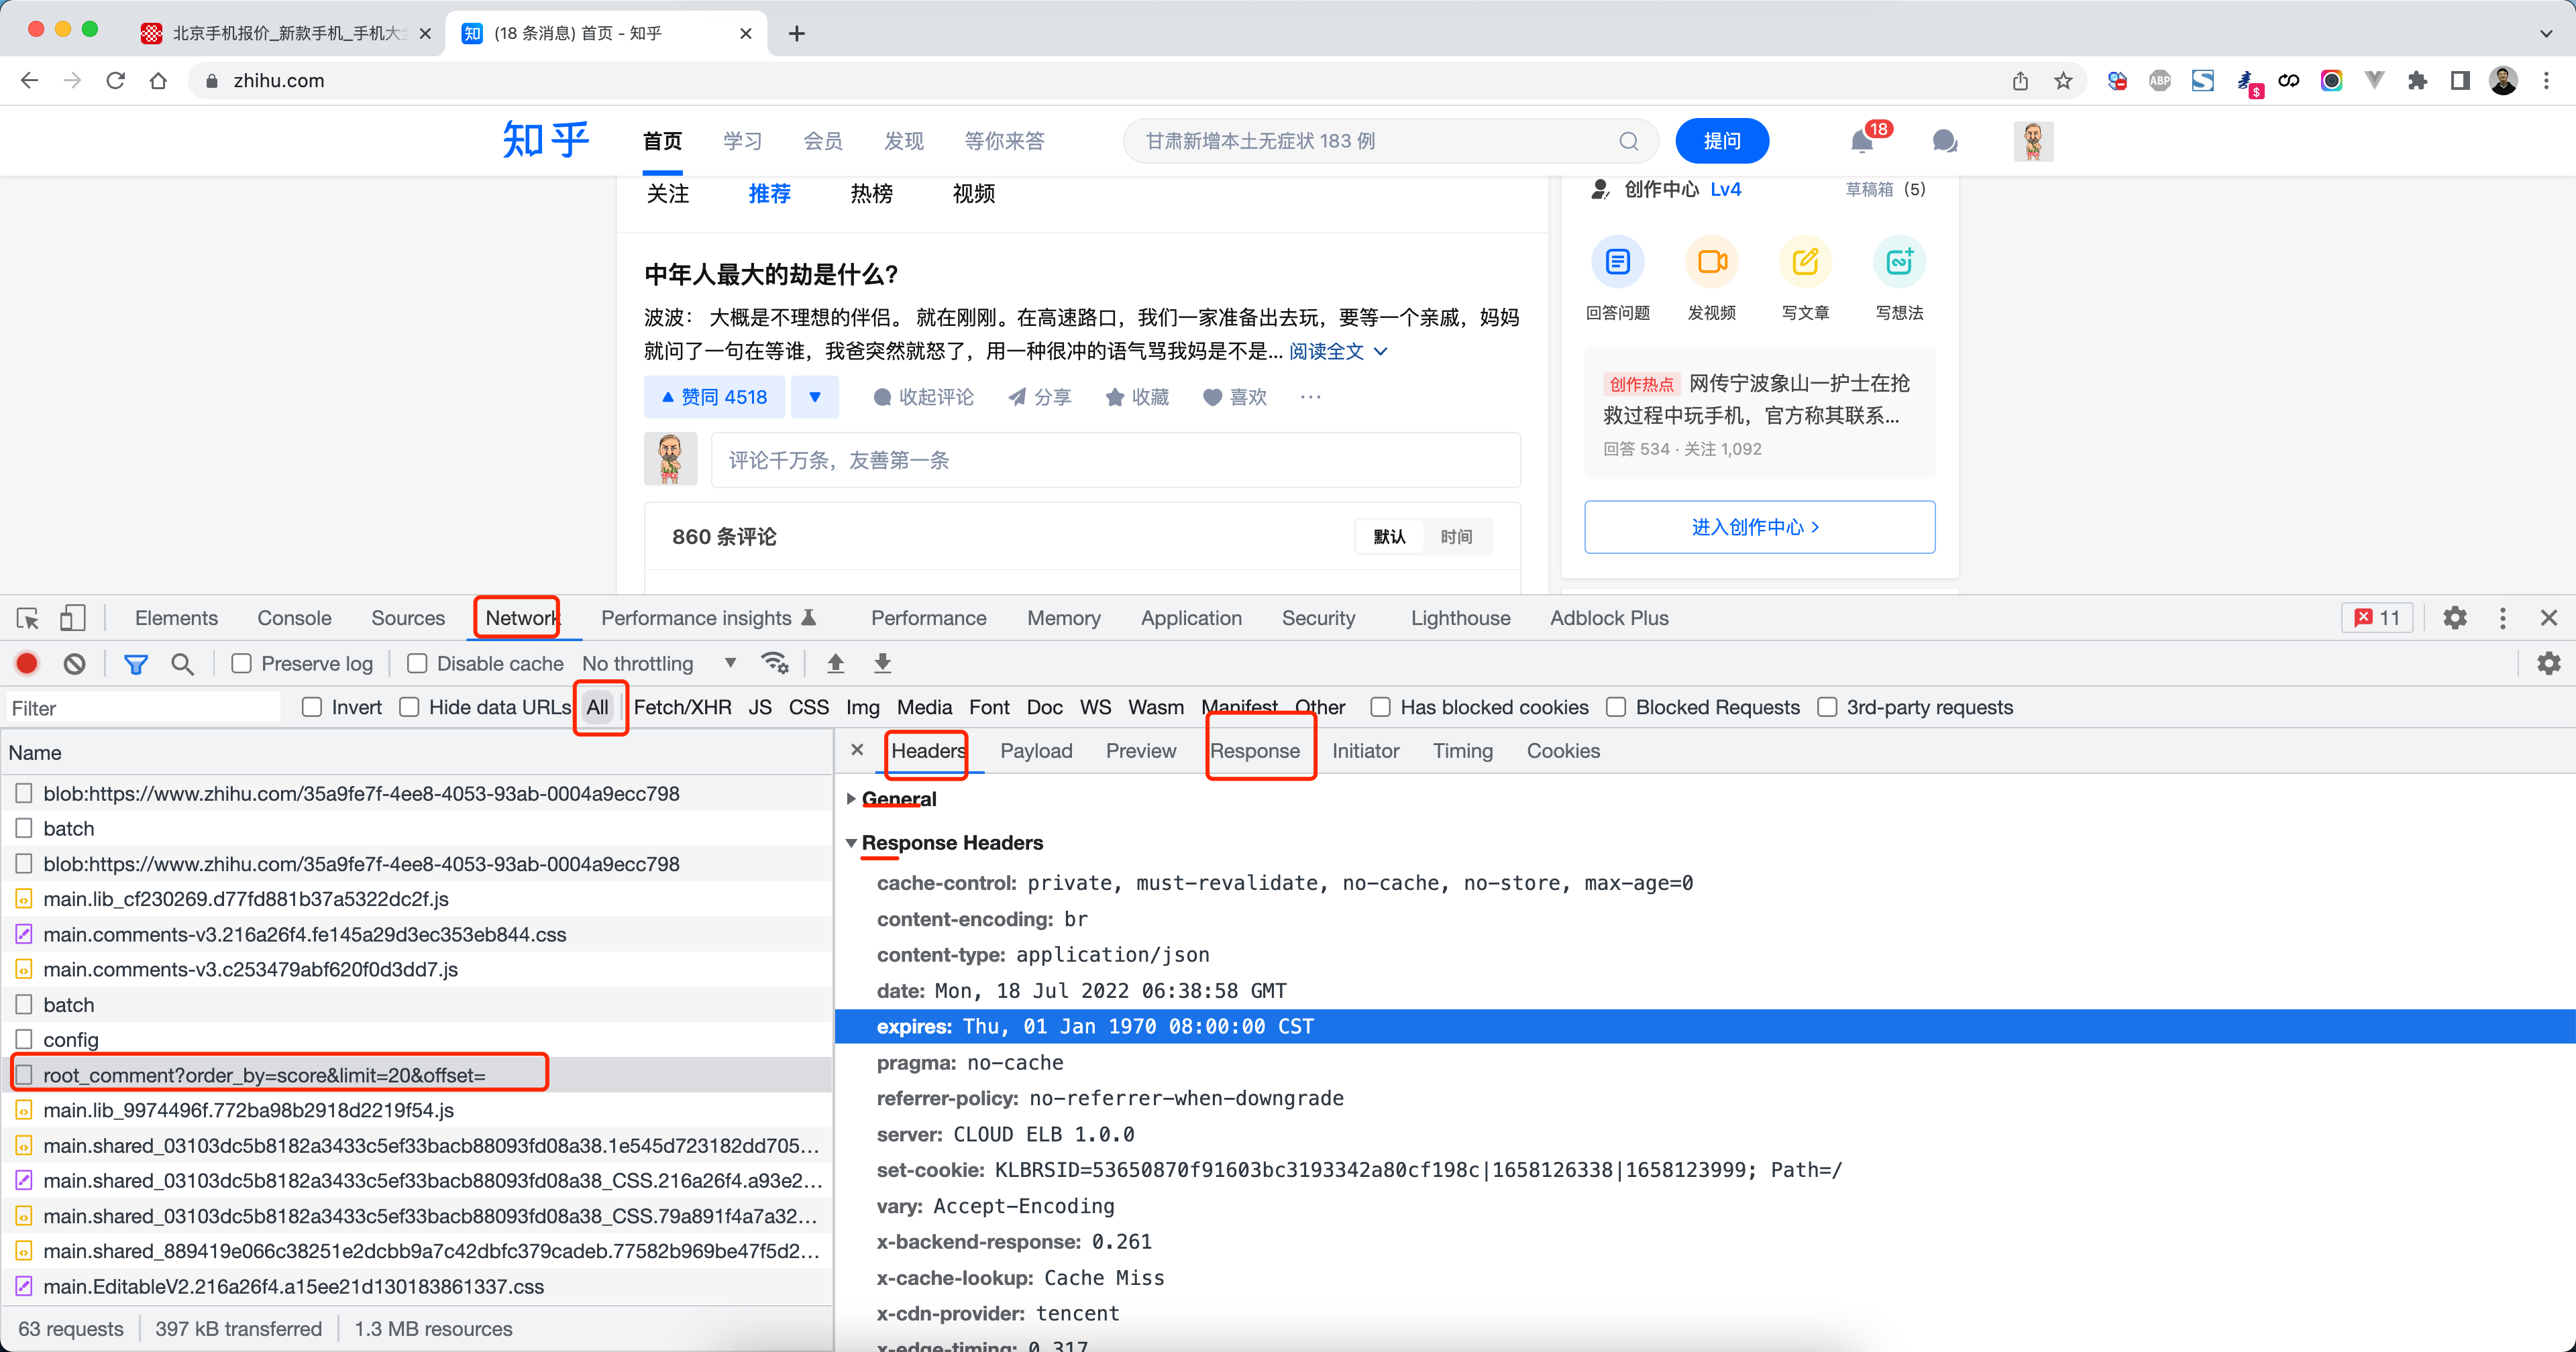 北京手机报价_新款手机_手机大全
(18 条消息) 首页 - 知乎
zhihu.com
ABP
$
知乎
首页
学习
会员
发现
等你来答
甘肃新增本土无症状 183 例
提问
18
关注
推荐
热榜
视频
创作中心 Lv4
草稿箱 (5)
中年人最大的劫是什么?
波波： 大概是不理想的伴侣。 就在刚刚。在高速路口，我们一家准备出去玩，要等一个亲戚，妈妈
就问了一句在等谁，我爸突然就怒了，用一种很冲的语气骂我妈是不是... 阅读全文
赞同 4518
收起评论
分享
收藏
喜欢
回答问题
发视频
写文章
写想法
创作热点 网传宁波象山一护士在抢
救过程中玩手机，官方称其联系...
回答 534 · 关注 1,092
进入创作中心
评论千万条，友善第一条
860 条评论
默认
时间
Elements
Console
Sources
Network
Performance insights
Performance
Memory
Application
Security
Lighthouse
Adblock Plus
11
Preserve log
Disable cache
No throttling
Filter
Invert
Hide data URLs
All
Fetch/XHR
JS
CSS
Img
Media
Font
Doc
WS
Wasm
Manifest
Other
Has blocked cookies
Blocked Requests
3rd-party requests
Name
blob:https://www.zhihu.com/35a9fe7f-4ee8-4053-93ab-0004a9ecc798
batch
blob:https://www.zhihu.com/35a9fe7f-4ee8-4053-93ab-0004a9ecc798
main.lib_cf230269.d77fd881b37a5322dc2f.js
main.comments-v3.216a26f4.fe145a29d3ec353eb844.css
main.comments-v3.c253479abf620f0d3dd7.js
batch
config
root_comment?order_by=score&limit=20&offset=
main.lib_9974496f.772ba98b2918d2219f54.js
main.shared_03103dc5b8182a3433c5ef33bacb88093fd08a38.1e545d723182dd705...
main.shared_03103dc5b8182a3433c5ef33bacb88093fd08a38_CSS.216a26f4.a93e2...
main.shared_03103dc5b8182a3433c5ef33bacb88093fd08a38_CSS.79a891f4a7a32...
main.shared_889419e066c38251e2dcbb9a7c42dbfc379cadeb.77582b969be47f5d2...
main.EditableV2.216a26f4.a15ee21d130183861337.css
63 requests
397 kB transferred
1.3 MB resources
Headers
Payload
Preview
Response
Initiator
Timing
Cookies
General
Response Headers
cache-control: private, must-revalidate, no-cache, no-store, max-age=0
content-encoding: br
content-type: application/json
date: Mon, 18 Jul 2022 06:38:58 GMT
expires: Thu, 01 Jan 1970 08:00:00 CST
pragma: no-cache
referrer-policy: no-referrer-when-downgrade
server: CLOUD ELB 1.0.0
set-cookie: KLBRSID=53650870f91603bc3193342a80cf198c|1658126338|1658123999; Path=/
vary: Accept-Encoding
x-backend-response: 0.261
x-cache-lookup: Cache Miss
x-cdn-provider: tencent
x-edge-timing: 0.317